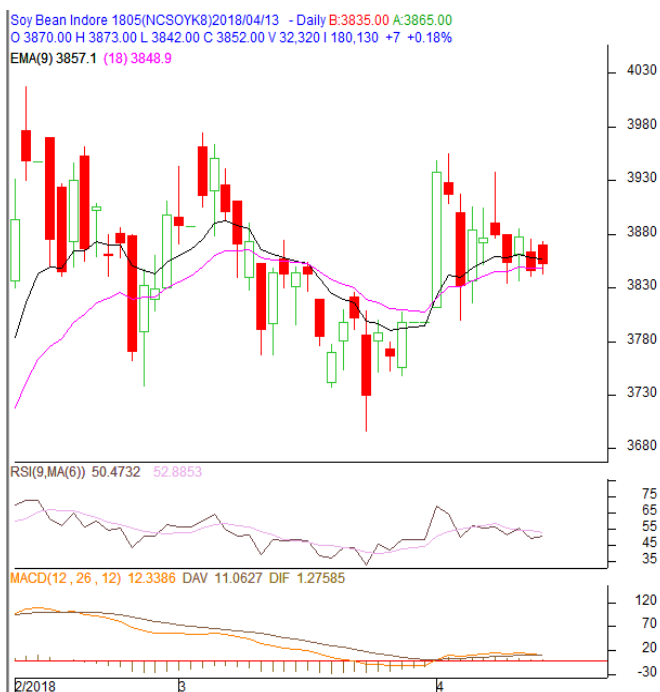 Soy Bean Indore 1805(NCSOYK8)2018/04/13 - Daily B:3835.00 A:3865.00
O 3870.00 H 3873.00 L 3842.00 C 3852.00 V 32,320 I 180,130 +7 +0.18%
EMA(9) 3857.1 (18) 3848.9
4030
3980
3930
3880
3830
3780
3730
3680
RSI(9,MA(6)) 50.4732 52.8853
75
65
55
45
35
MACD(12 , 26 , 12) 12.3386 DAV 11.0627 DIF 1.27585
120
70
20
-30
2/2018 3 4